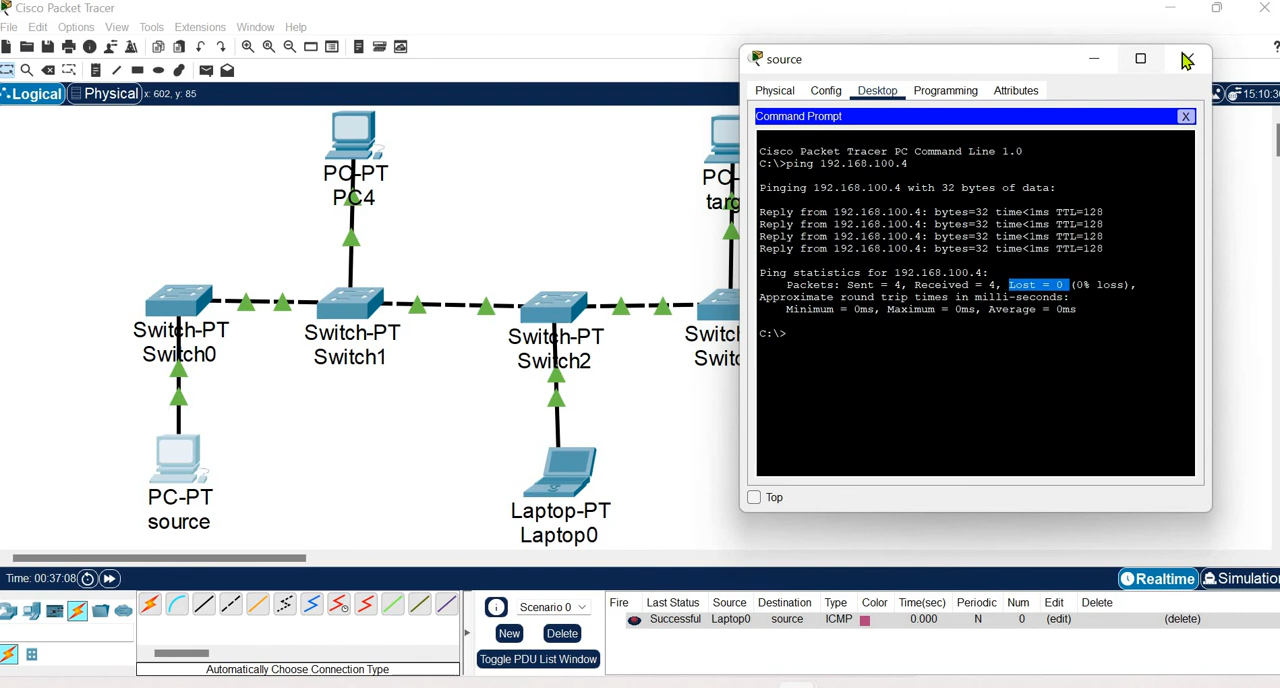 Cisco Packet Tracer
File Edit Options View Tools Extensions Window Help
?
Logical Physical x: 602, y: 85
15:10:30
PC-PT
PC4
PC-
targ
Switch-PT
Switch0
Switch-PT
Switch1
Switch-PT
Switch2
Switch
Switc
PC-PT
source
Laptop-PT
Laptop0
source
Physical Config Desktop Programming Attributes
Command Prompt X
Cisco Packet Tracer PC Command Line 1.0
C:\>ping 192.168.100.4
Pinging 192.168.100.4 with 32 bytes of data:
Reply from 192.168.100.4: bytes=32 time<1ms TTL=128
Reply from 192.168.100.4: bytes=32 time<1ms TTL=128
Reply from 192.168.100.4: bytes=32 time<1ms TTL=128
Reply from 192.168.100.4: bytes=32 time<1ms TTL=128
Ping statistics for 192.168.100.4:
Packets: Sent = 4, Received = 4, Lost = 0 (0% loss),
Approximate round trip times in milli-seconds:
Minimum = 0ms, Maximum = 0ms, Average = 0ms
C:\>
Top
Time: 00:37:08
Realtime Simulation
Automatically Choose Connection Type
Scenario 0
New Delete
Toggle PDU List Window
Fire Last Status Source Destination Type Color Time(sec) Periodic Num Edit Delete
Successful Laptop0 source ICMP 0.000 N 0 (edit) (delete)